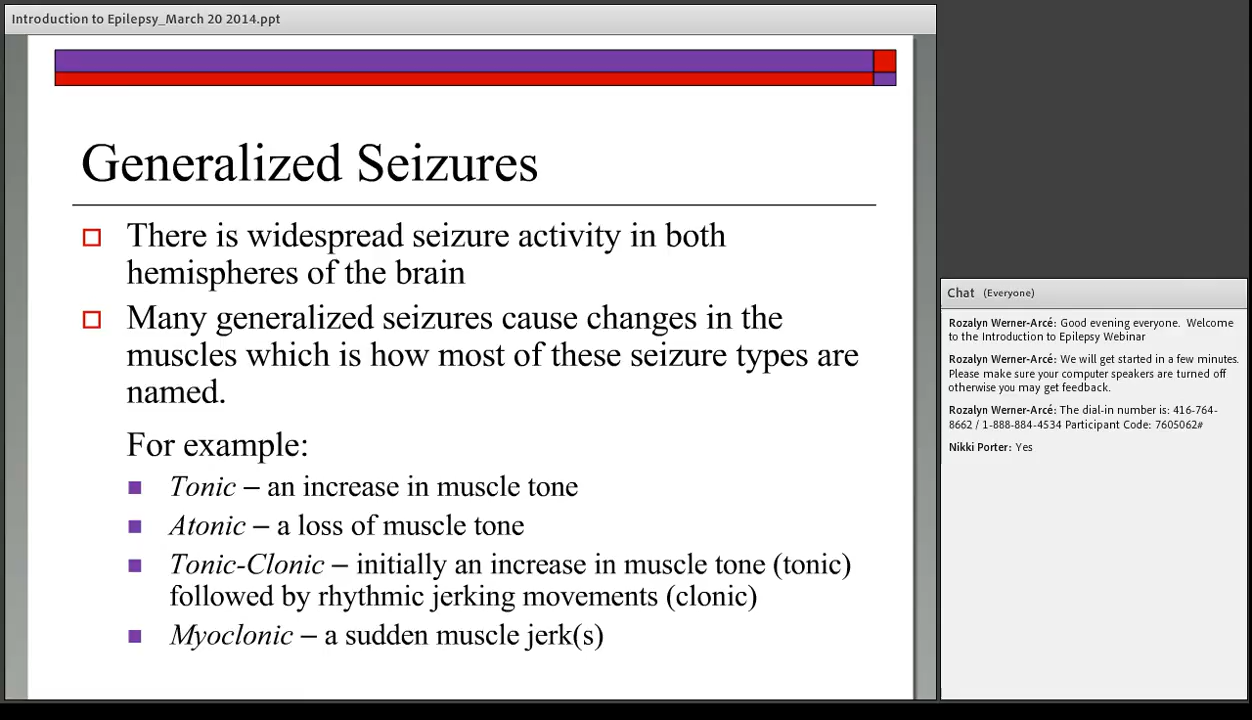 Introduction to Epilepsy_March 20 2014.ppt
Generalized Seizures
There is widespread seizure activity in both
hemispheres of the brain
Many generalized seizures cause changes in the
muscles which is how most of these seizure types are
named.
For example:
Tonic – an increase in muscle tone
Atonic – a loss of muscle tone
Tonic-Clonic – initially an increase in muscle tone (tonic)
followed by rhythmic jerking movements (clonic)
Myoclonic – a sudden muscle jerk(s)
Chat (Everyone)
Rozalyn Werner-Arcé: Good evening everyone. Welcome
to the Introduction to Epilepsy Webinar
Rozalyn Werner-Arcé: We will get started in a few minutes.
Please make sure your computer speakers are turned off
otherwise you may get feedback.
Rozalyn Werner-Arcé: The dial-in number is: 416-764-
8662 / 1-888-884-4534 Participant Code: 7605062#
Nikki Porter: Yes